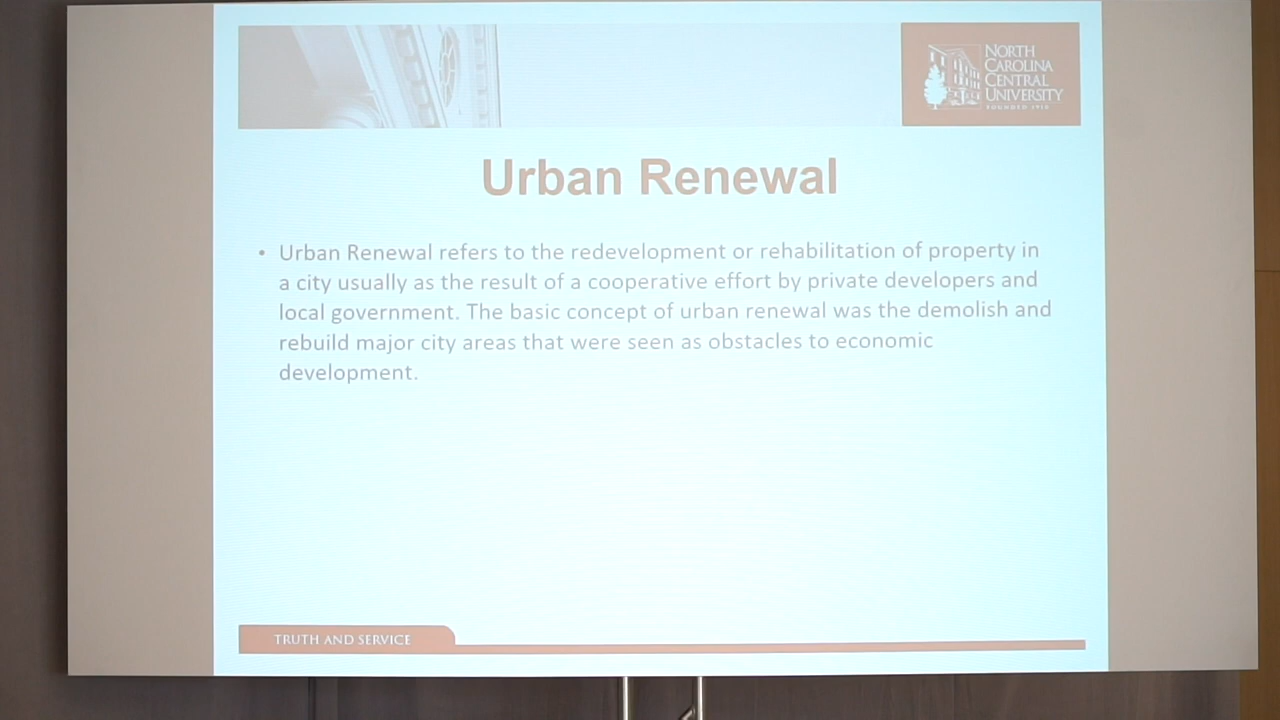 NORTH
CAROLINA
CENTRAL
UNIVERSITY
FOUNDED 1910
Urban Renewal
• Urban Renewal refers to the redevelopment or rehabilitation of property in
a city usually as the result of a cooperative effort by private developers and
local government. The basic concept of urban renewal was the demolish and
rebuild major city areas that were seen as obstacles to economic
development.
TRUTH AND SERVICE